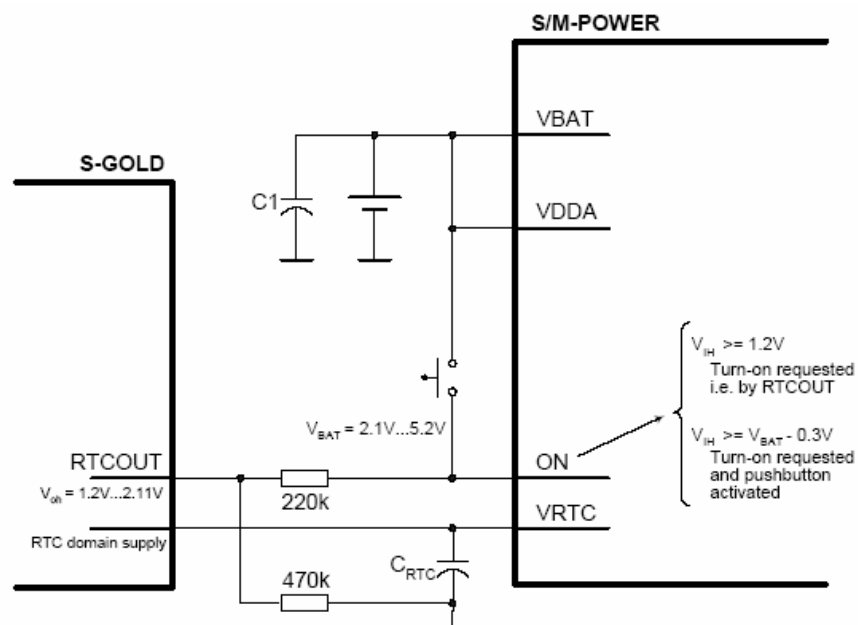 S/M-POWER
VBAT
S-GOLD
C1
VDDA
V_IH >= 1.2V
Turn-on requested
i.e. by RTCOUT
V_BAT = 2.1V...5.2V
V_IH >= V_BAT - 0.3V
Turn-on requested
and pushbutton
activated
RTCOUT
ON
V_oh = 1.2V...2.11V
220k
VRTC
RTC domain supply
C_RTC
470k